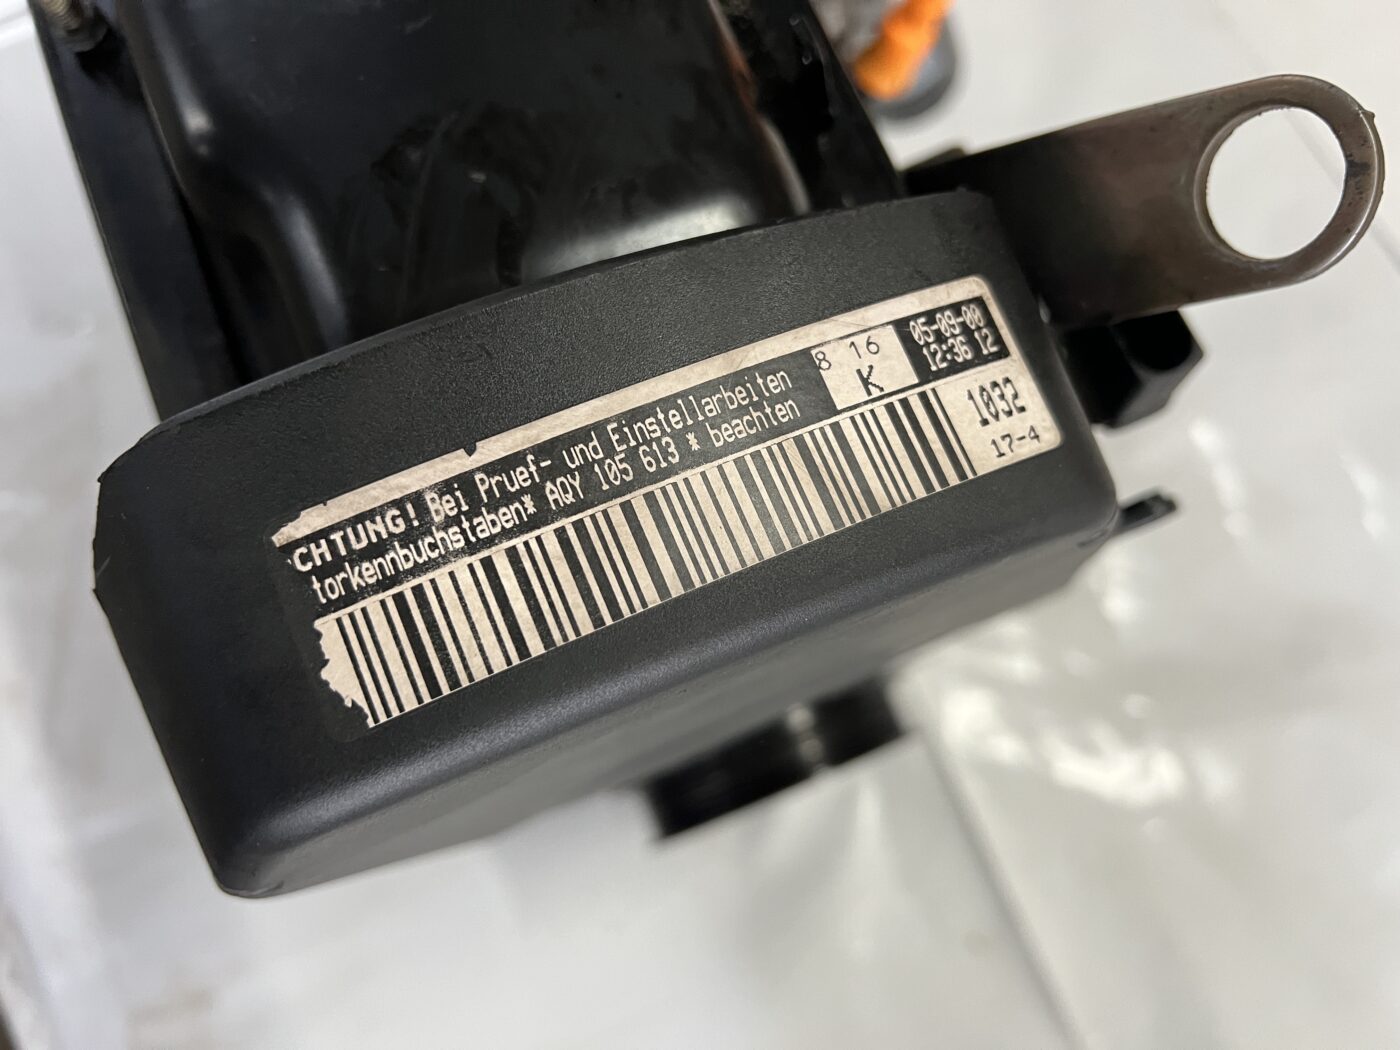 CHTUNG! Bei Pruef- und Einstellarbeiten
torkennbuchstaben* AQY 105 613 * beachten
8 16
K
05-09-00
12:36 12
1032
17-4